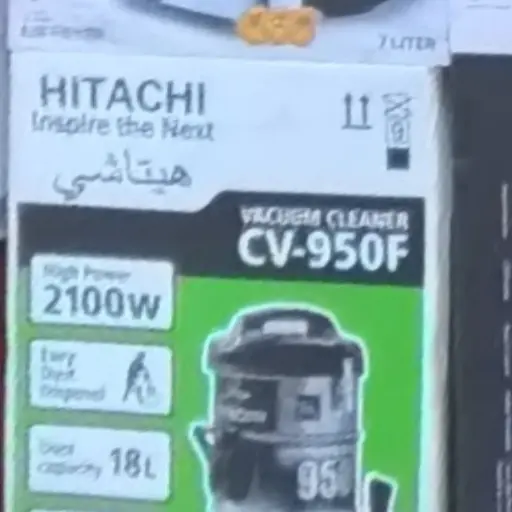 7 LITER
HITACHI
Inspire the Next
هيتاشي
VACUUM CLEANER
CV-950F
High Power
2100W
Easy
Dust
Disposal
Dust
capacity 18L
95